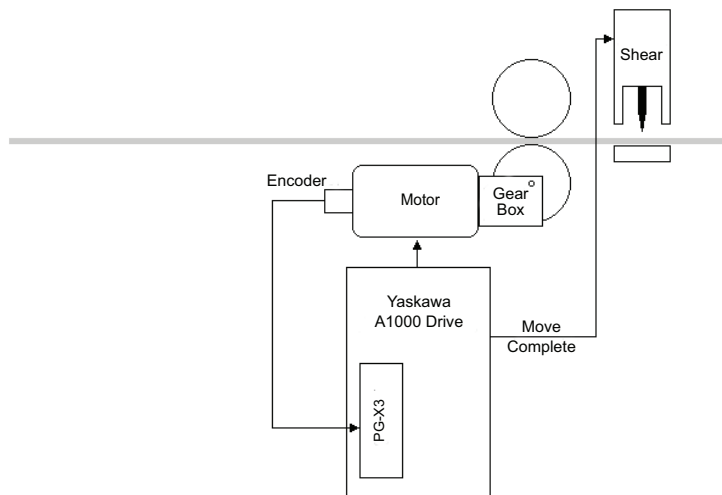 Shear
Encoder
Motor
Gear
Box
Yaskawa
A1000 Drive
Move
Complete
PG-X3